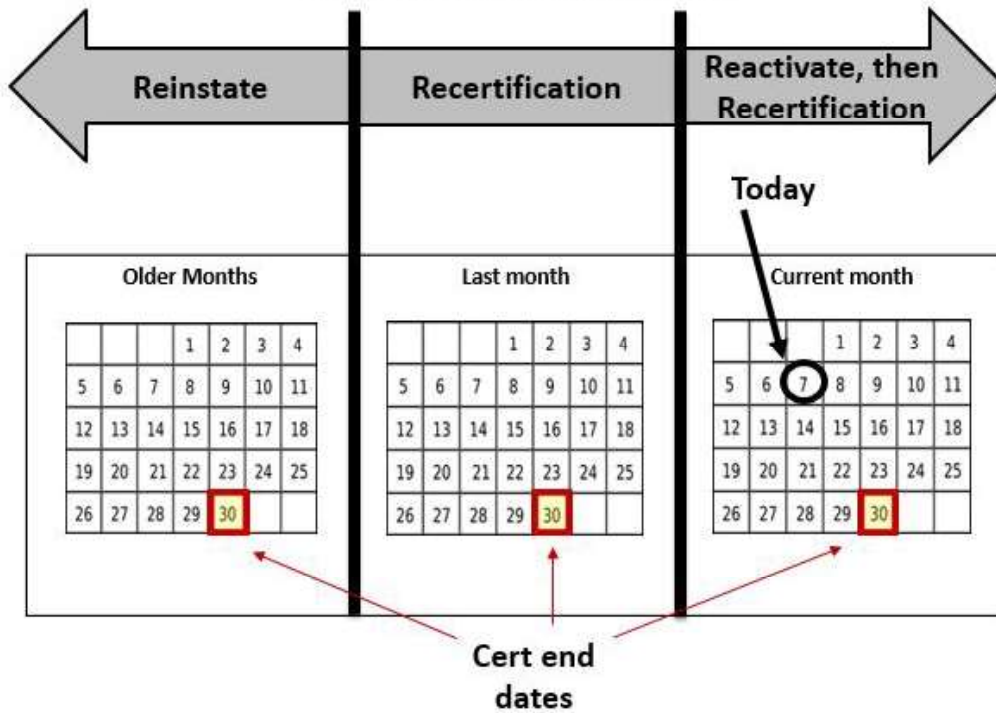 Reinstate
Recertification
Reactivate, then
Recertification
Today
Older Months
1 2 3 4
5 6 7 8 9 10 11
12 13 14 15 16 17 18
19 20 21 22 23 24 25
26 27 28 29 30
Last month
1 2 3 4
5 6 7 8 9 10 11
12 13 14 15 16 17 18
19 20 21 22 23 24 25
26 27 28 29 30
Current month
1 2 3 4
5 6 7 8 9 10 11
12 13 14 15 16 17 18
19 20 21 22 23 24 25
26 27 28 29 30
Cert end
dates